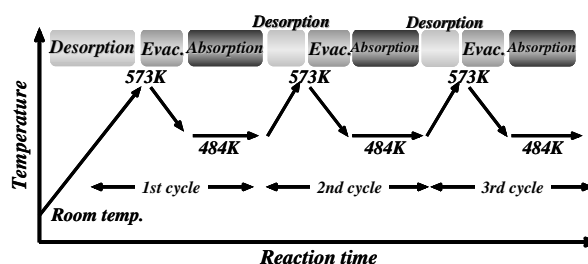 Desorption
Desorption
Desorption
Evac.
Absorption
Evac.
Absorption
Evac.
Absorption
573K
573K
573K
484K
484K
484K
1st cycle
2nd cycle
3rd cycle
Room temp.
Temperature
Reaction time